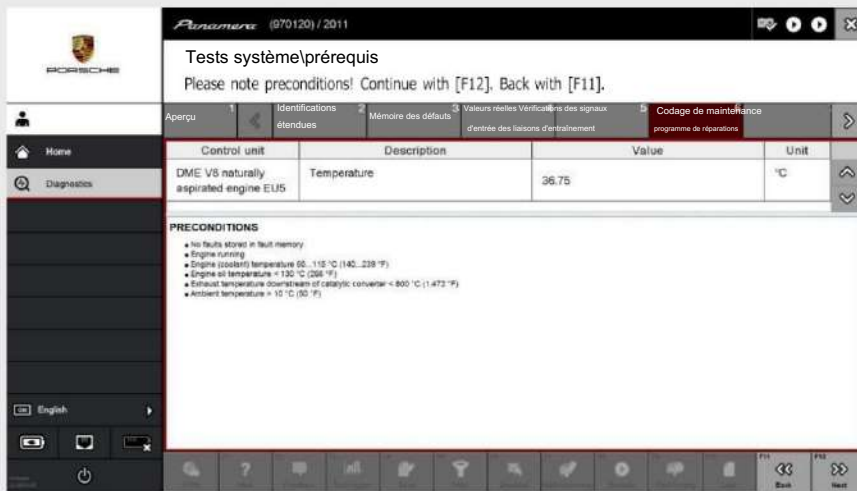 Panamera (970120) / 2011
PORSCHE
Tests système\prérequis
Please note preconditions! Continue with [F12]. Back with [F11].
Aperçu 1
Identifications étendues 2
Mémoire des défauts 3
Valeurs réelles Vérifications des signaux
d'entrée des liaisons d'entraînement
5
Codage de maintenance
programme de réparations
Home
Diagnostics
Control unit Description Value Unit
DME V8 naturally Temperature 36.75 °C
aspirated engine EU5
PRECONDITIONS
• No faults stored in fault memory
• Engine running
• Engine (coolant) temperature 60...115 °C (140...239 °F)
• Engine oil temperature < 130 °C (266 °F)
• Exhaust temperature downstream of catalytic converter < 800 °C (1,472 °F)
• Ambient temperature > 10 °C (50 °F)
English
F11 F12
Back Next